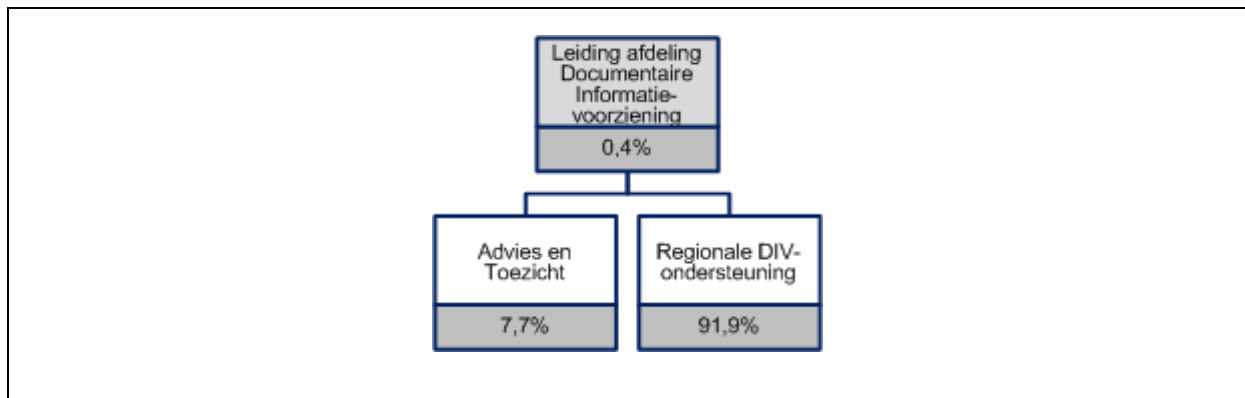 Leiding afdeling
Documentaire
Informatie-
voorziening
0,4%
Advies en
Toezicht
7,7%
Regionale DIV-
ondersteuning
91,9%